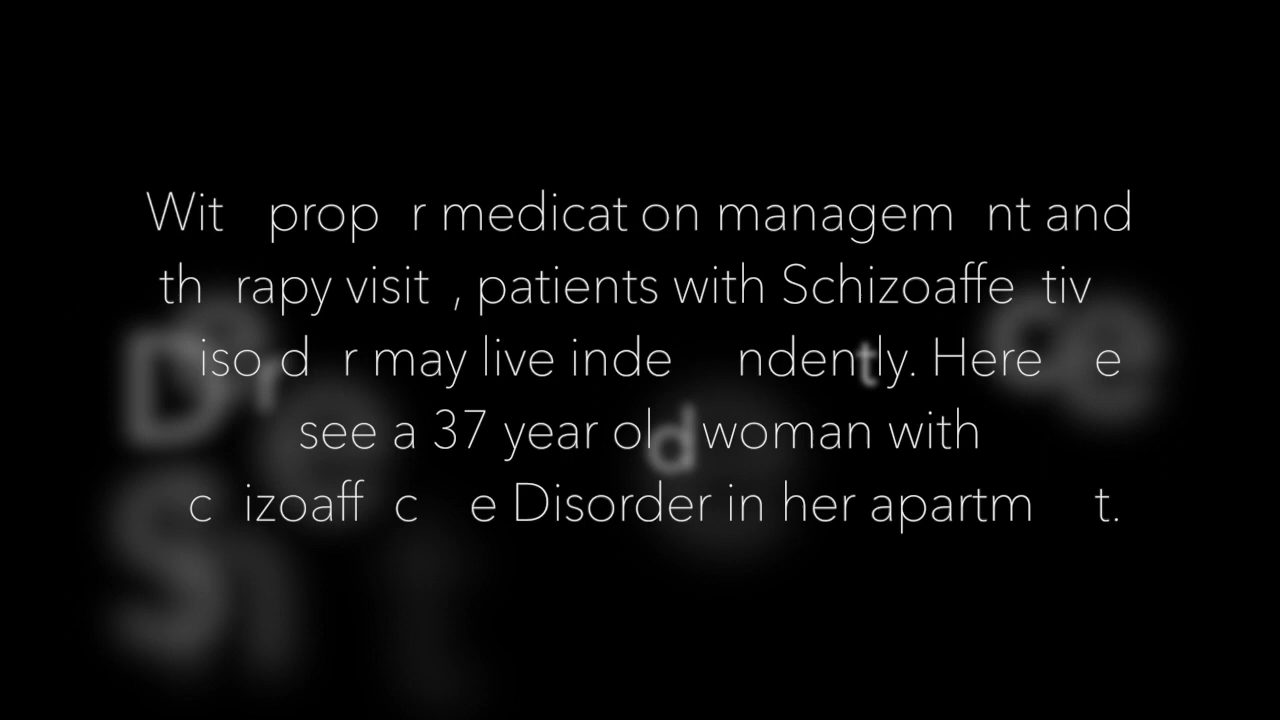 Wit prop r medicat on managem nt and
th rapy visit , patients with Schizoaffe tiv
iso d r may live inde ndently. Here e
see a 37 year old woman with
c izoaff c e Disorder in her apartm t.